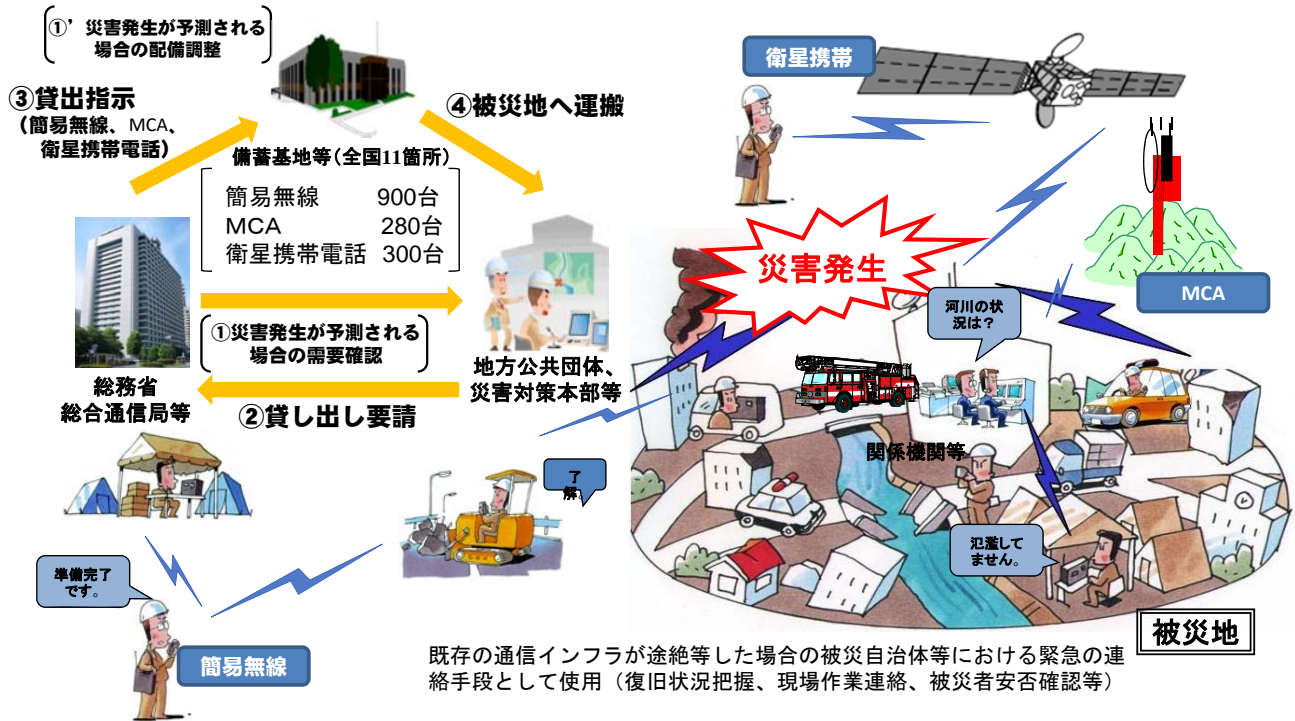 ①’災害発生が予測される
場合の配備調整
③貸出指示
（簡易無線、MCA、
衛星携帯電話）
④被災地へ運搬
備蓄基地等（全国11箇所）
簡易無線 900台
MCA 280台
衛星携帯電話 300台
①災害発生が予測される
場合の需要確認
②貸し出し要請
総務省
総合通信局等
地方公共団体、
災害対策本部等
衛星携帯
MCA
災害発生
河川の状
況は？
関係機関等
氾濫して
ません。
被災地
了
解。
準備完了
です。
簡易無線
既存の通信インフラが途絶等した場合の被災自治体等における緊急の連
絡手段として使用（復旧状況把握、現場作業連絡、被災者安否確認等）